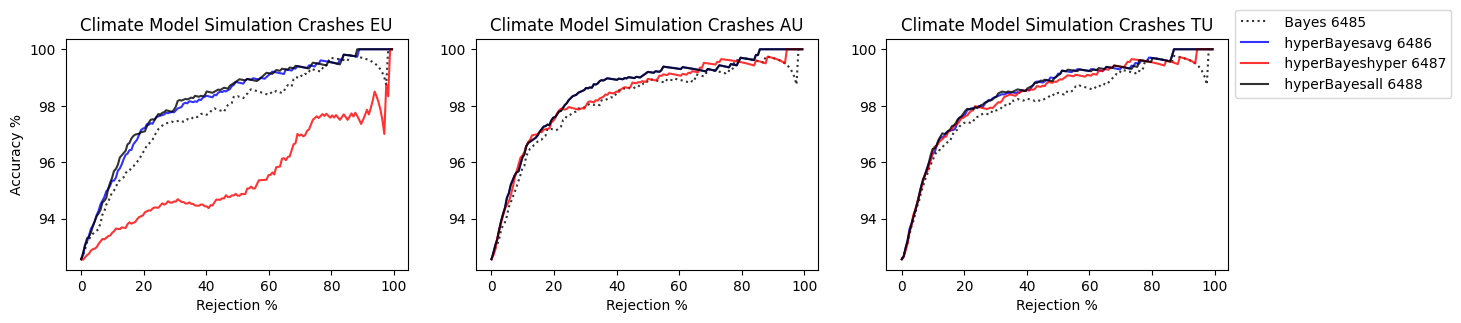 Climate Model Simulation Crashes EU
Climate Model Simulation Crashes AU
Climate Model Simulation Crashes TU
Bayes 6485
hyperBayesavg 6486
hyperBayeshyper 6487
hyperBayesall 6488
Accuracy %
100
98
96
94
0 20 40 60 80 100
Rejection %
100
98
96
94
0 20 40 60 80 100
Rejection %
100
98
96
94
0 20 40 60 80 100
Rejection %